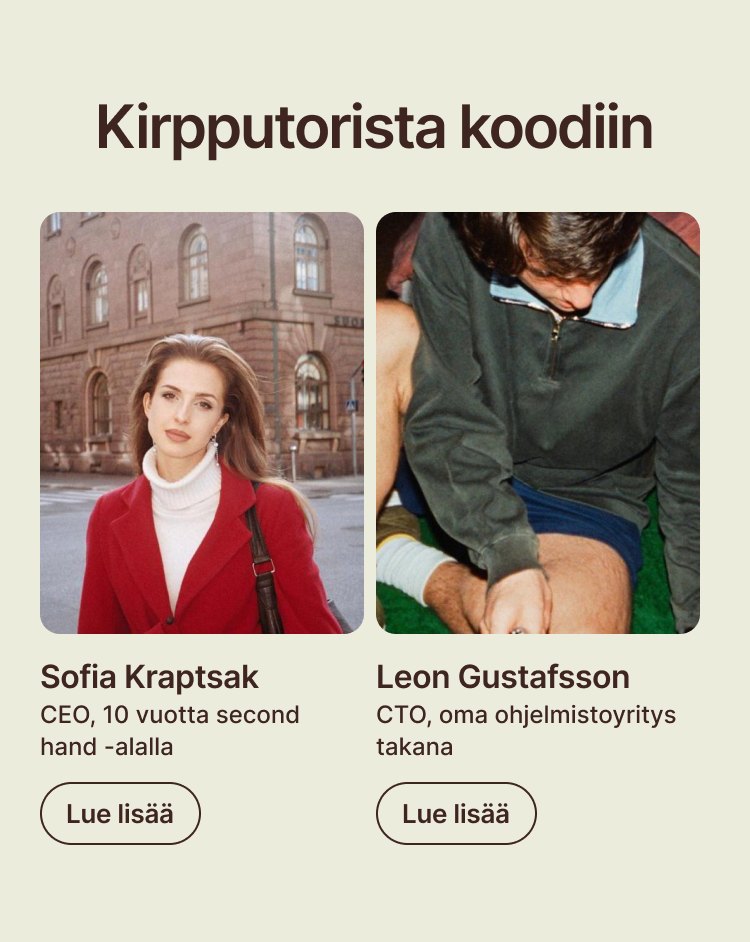 Kirpputorista koodiin
Sofia Kraptsak
CEO, 10 vuotta second
hand -alalla
Lue lisää
Leon Gustafsson
CTO, oma ohjelmistoyritys
takana
Lue lisää